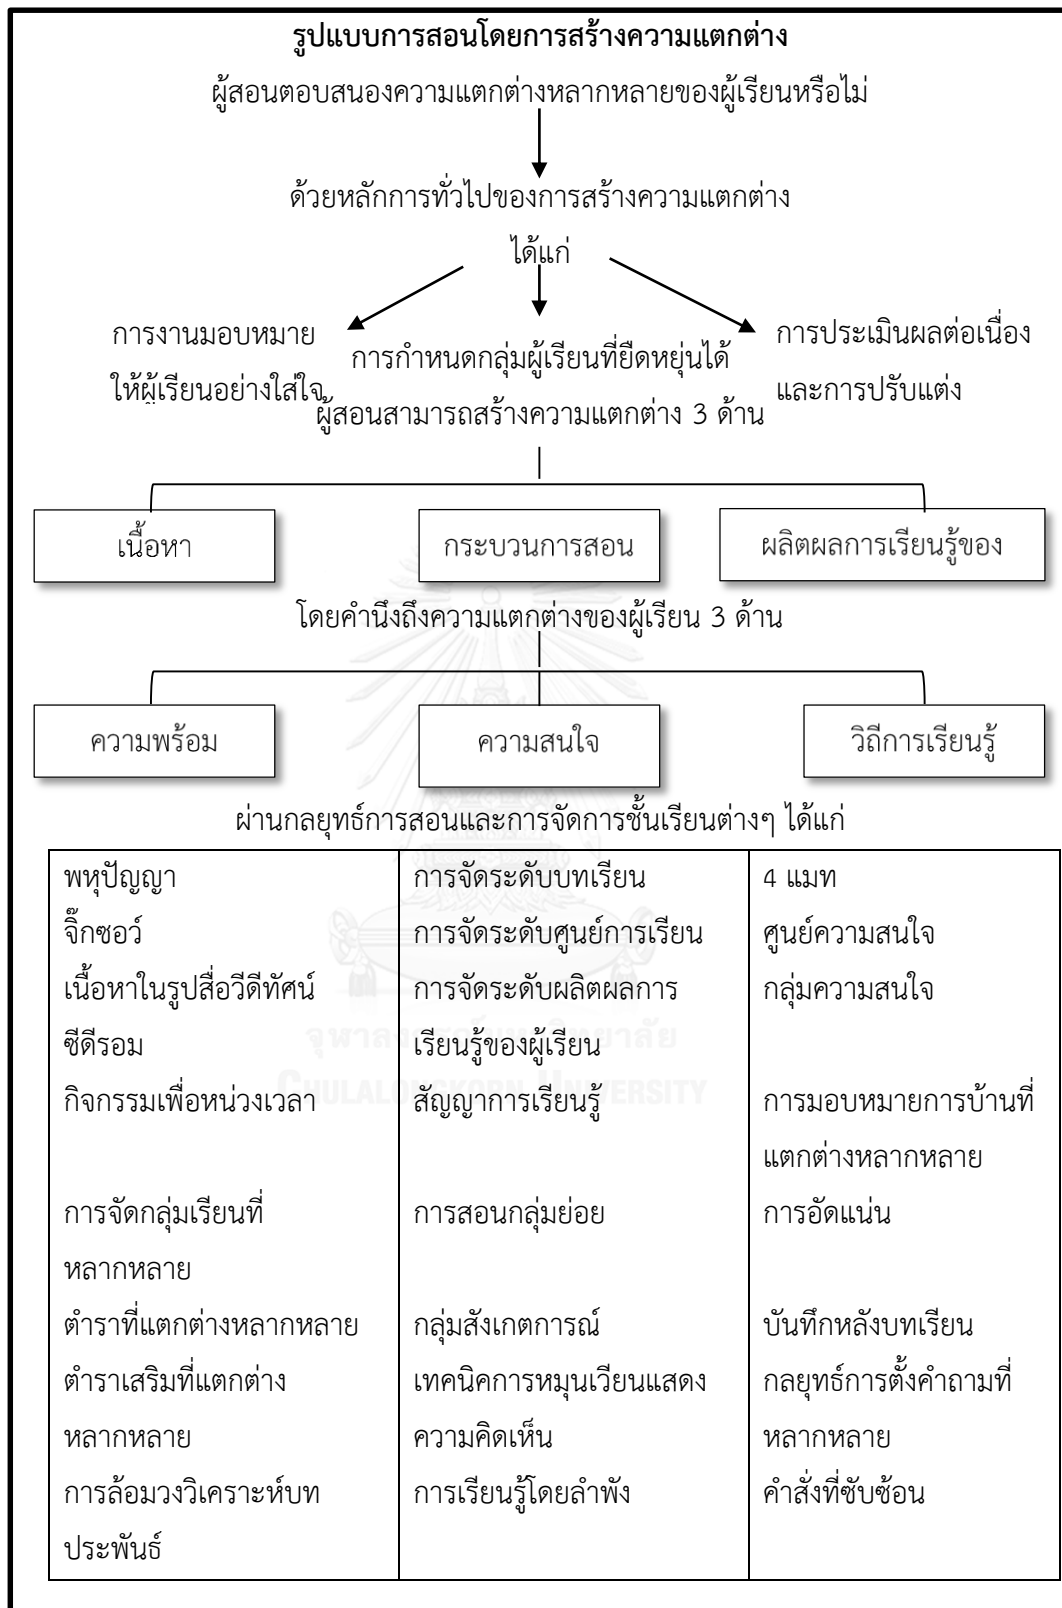 รูปแบบการสอนโดยการสร้างความแตกต่าง
ผู้สอนตอบสนองความแตกต่างหลากหลายของผู้เรียนหรือไม่
ด้วยหลักการทั่วไปของการสร้างความแตกต่าง
ได้แก่
การงานมอบหมาย
ให้ผู้เรียนอย่างใส่ใจ
การกำหนดกลุ่มผู้เรียนที่ยืดหยุ่นได้
การประเมินผลต่อเนื่อง
และการปรับแต่ง
ผู้สอนสามารถสร้างความแตกต่าง 3 ด้าน
เนื้อหา
กระบวนการสอน
ผลิตผลการเรียนรู้ของ
โดยคำนึงถึงความแตกต่างของผู้เรียน 3 ด้าน
ความพร้อม
ความสนใจ
วิถีการเรียนรู้
ผ่านกลยุทธ์การสอนและการจัดการชั้นเรียนต่างๆ ได้แก่
พหุปัญญา
จิ๊กซอว์
เนื้อหาในรูปสื่อวีดีทัศน์
ซีดีรอม
กิจกรรมเพื่อหน่วงเวลา
การจัดกลุ่มเรียนที่
หลากหลาย
ตำราที่แตกต่างหลากหลาย
ตำราเสริมที่แตกต่าง
หลากหลาย
การล้อมวงวิเคราะห์บท
ประพันธ์
การจัดระดับบทเรียน
การจัดระดับศูนย์การเรียน
การจัดระดับผลิตผลการ
เรียนรู้ของผู้เรียน
สัญญาการเรียนรู้
การสอนกลุ่มย่อย
กลุ่มสังเกตการณ์
เทคนิคการหมุนเวียนแสดง
ความคิดเห็น
การเรียนรู้โดยลำพัง
4 แมท
ศูนย์ความสนใจ
กลุ่มความสนใจ
การมอบหมายการบ้านที่
แตกต่างหลากหลาย
การอัดแน่น
บันทึกหลังบทเรียน
กลยุทธ์การตั้งคำถามที่
หลากหลาย
คำสั่งที่ซับซ้อน
จุฬาลงกรณ์มหาวิทยาลัย
CHULALONGKORN UNIVERSITY